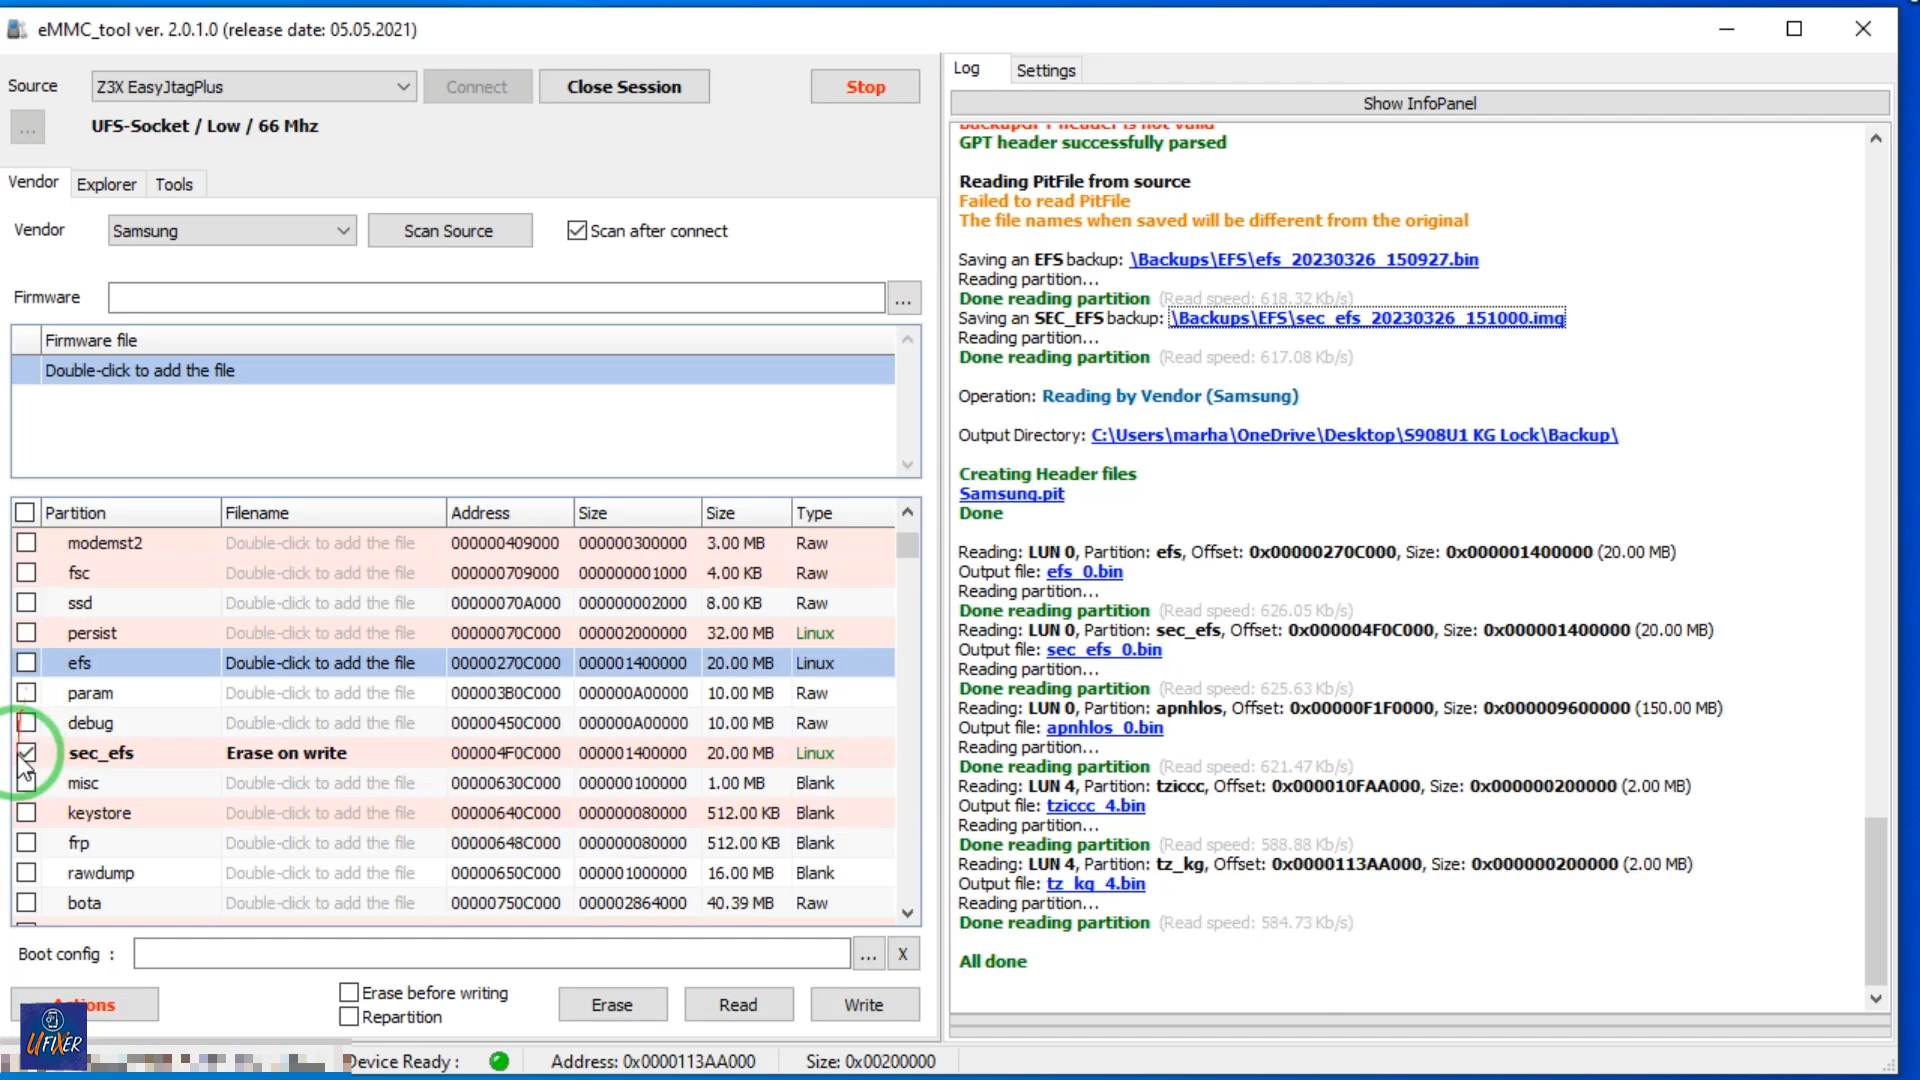 eMMC_tool ver. 2.0.1.0 (release date: 05.05.2021)
Source Z3X EasyJtagPlus Connect Close Session Stop
... UFS-Socket / Low / 66 Mhz
Vendor Explorer Tools
Vendor Samsung Scan Source Scan after connect
Firmware ...
Firmware file
Double-click to add the file
Partition Filename Address Size Size Type
modemst2 Double-click to add the file 000000409000 000000300000 3.00 MB Raw
fsc Double-click to add the file 000000709000 000000001000 4.00 KB Raw
ssd Double-click to add the file 00000070A000 000000002000 8.00 KB Raw
persist Double-click to add the file 00000070C000 000002000000 32.00 MB Linux
efs Double-click to add the file 00000270C000 000001400000 20.00 MB Linux
param Double-click to add the file 000003B0C000 000000A00000 10.00 MB Raw
debug Double-click to add the file 00000450C000 000000A00000 10.00 MB Raw
sec_efs Erase on write 000004F0C000 000001400000 20.00 MB Linux
misc Double-click to add the file 00000630C000 000000100000 1.00 MB Blank
keystore Double-click to add the file 00000640C000 000000080000 512.00 KB Blank
frp Double-click to add the file 00000648C000 000000080000 512.00 KB Blank
rawdump Double-click to add the file 00000650C000 000001000000 16.00 MB Blank
bota Double-click to add the file 00000750C000 000002864000 40.39 MB Raw
Boot config : ... X
ons Erase before writing Erase Read Write
Repartition
UFIXER
Device Ready : Address: 0x0000113AA000 Size: 0x00200000
Log Settings
Show InfoPanel
BackupGPT header is not valid
GPT header successfully parsed
Reading PitFile from source
Failed to read PitFile
The file names when saved will be different from the original
Saving an EFS backup: \Backups\EFS\efs_20230326_150927.bin
Reading partition...
Done reading partition (Read speed: 618.32 Kb/s)
Saving an SEC_EFS backup: \Backups\EFS\sec_efs_20230326_151000.img
Reading partition...
Done reading partition (Read speed: 617.08 Kb/s)
Operation: Reading by Vendor (Samsung)
Output Directory: C:\Users\marha\OneDrive\Desktop\S908U1 KG Lock\Backup\
Creating Header files
Samsung.pit
Done
Reading: LUN 0, Partition: efs, Offset: 0x00000270C000, Size: 0x000001400000 (20.00 MB)
Output file: efs_0.bin
Reading partition...
Done reading partition (Read speed: 626.05 Kb/s)
Reading: LUN 0, Partition: sec_efs, Offset: 0x000004F0C000, Size: 0x000001400000 (20.00 MB)
Output file: sec_efs_0.bin
Reading partition...
Done reading partition (Read speed: 625.63 Kb/s)
Reading: LUN 0, Partition: apnhlos, Offset: 0x00000F1F0000, Size: 0x000009600000 (150.00 MB)
Output file: apnhlos_0.bin
Reading partition...
Done reading partition (Read speed: 621.47 Kb/s)
Reading: LUN 4, Partition: tziccc, Offset: 0x000010FAA000, Size: 0x000000200000 (2.00 MB)
Output file: tziccc_4.bin
Reading partition...
Done reading partition (Read speed: 588.88 Kb/s)
Reading: LUN 4, Partition: tz_kg, Offset: 0x0000113AA000, Size: 0x000000200000 (2.00 MB)
Output file: tz_kg_4.bin
Reading partition...
Done reading partition (Read speed: 584.73 Kb/s)
All done